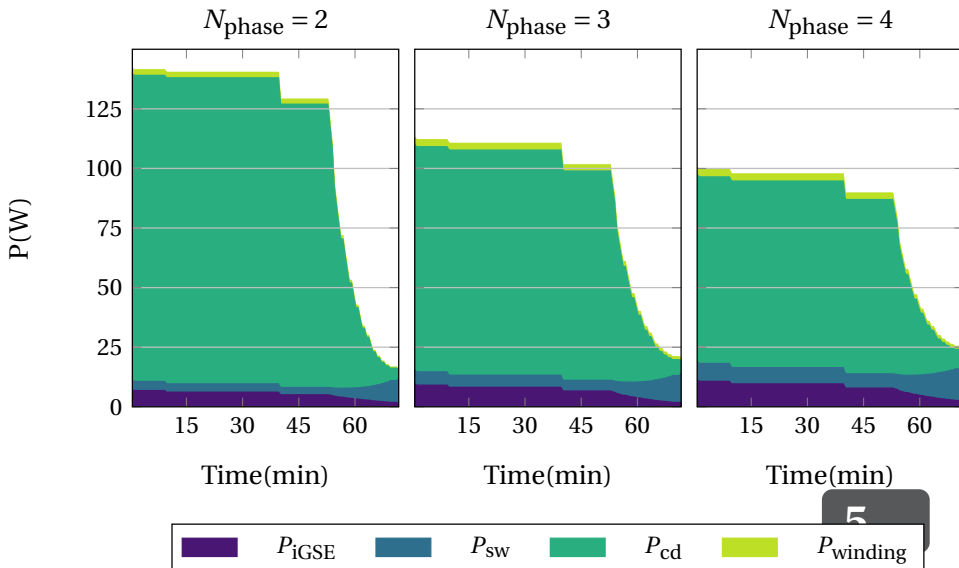 N_phase = 2
N_phase = 3
N_phase = 4
P(W)
125
100
75
50
25
0
15 30 45 60
15 30 45 60
15 30 45 60
Time(min)
Time(min)
Time(min)
5
P_iGSE P_sw P_cd P_winding